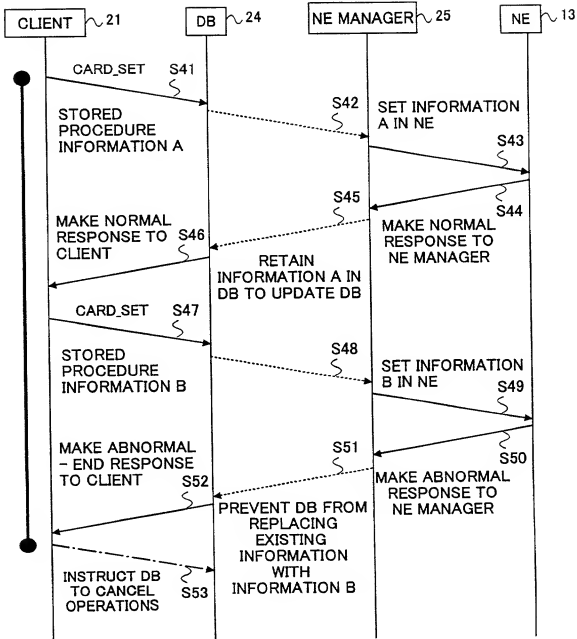 CLIENT 21
DB 24
NE MANAGER 25
NE 13
CARD_SET S41
STORED
PROCEDURE
INFORMATION A
S42
SET INFORMATION
A IN NE
S43
S44
MAKE NORMAL
RESPONSE TO
NE MANAGER
S45
RETAIN
INFORMATION A IN
DB TO UPDATE DB
MAKE NORMAL
RESPONSE TO
CLIENT
S46
CARD_SET S47
STORED
PROCEDURE
INFORMATION B
S48
SET INFORMATION
B IN NE
S49
S50
MAKE ABNORMAL
RESPONSE TO
NE MANAGER
S51
PREVENT DB FROM
REPLACING
EXISTING
INFORMATION
WITH
INFORMATION B
MAKE ABNORMAL
– END RESPONSE
TO CLIENT
S52
INSTRUCT DB
TO CANCEL
OPERATIONS
S53